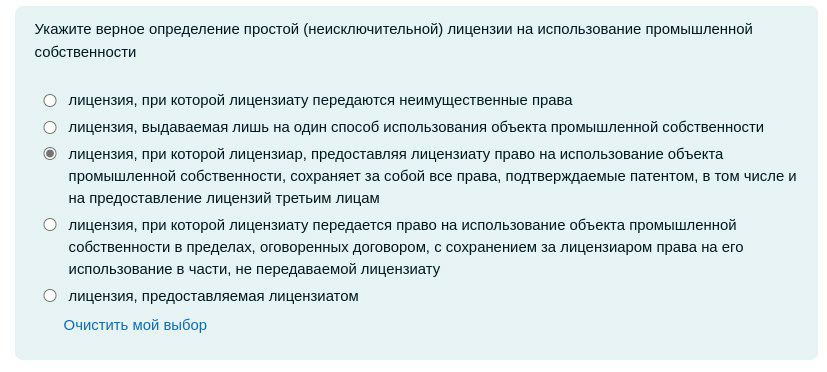 Укажите верное определение простой (неисключительной) лицензии на использование промышленной
собственности
лицензия, при которой лицензиату передаются неимущественные права
лицензия, выдаваемая лишь на один способ использования объекта промышленной собственности
лицензия, при которой лицензиар, предоставляя лицензиату право на использование объекта
промышленной собственности, сохраняет за собой все права, подтверждаемые патентом, в том числе и
на предоставление лицензий третьим лицам
лицензия, при которой лицензиату передается право на использование объекта промышленной
собственности в пределах, оговоренных договором, с сохранением за лицензиаром права на его
использование в части, не передаваемой лицензиату
лицензия, предоставляемая лицензиатом
Очистить мой выбор